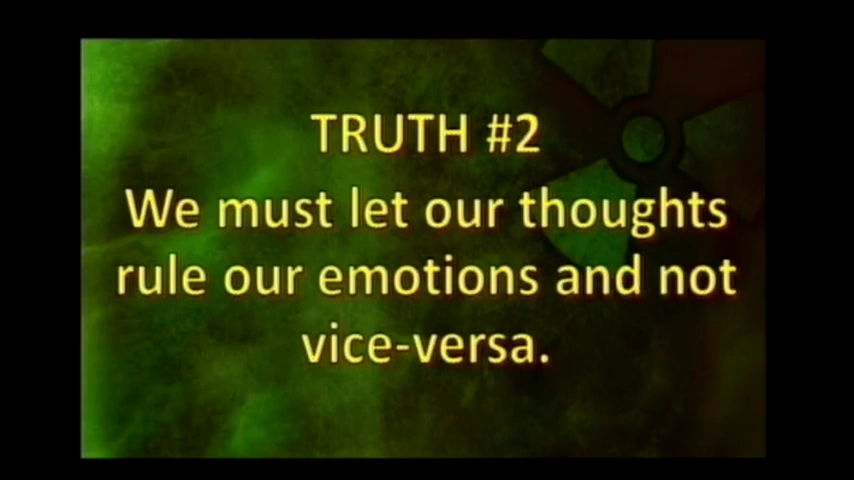 TRUTH #2
We must let our thoughts
rule our emotions and not
vice-versa.